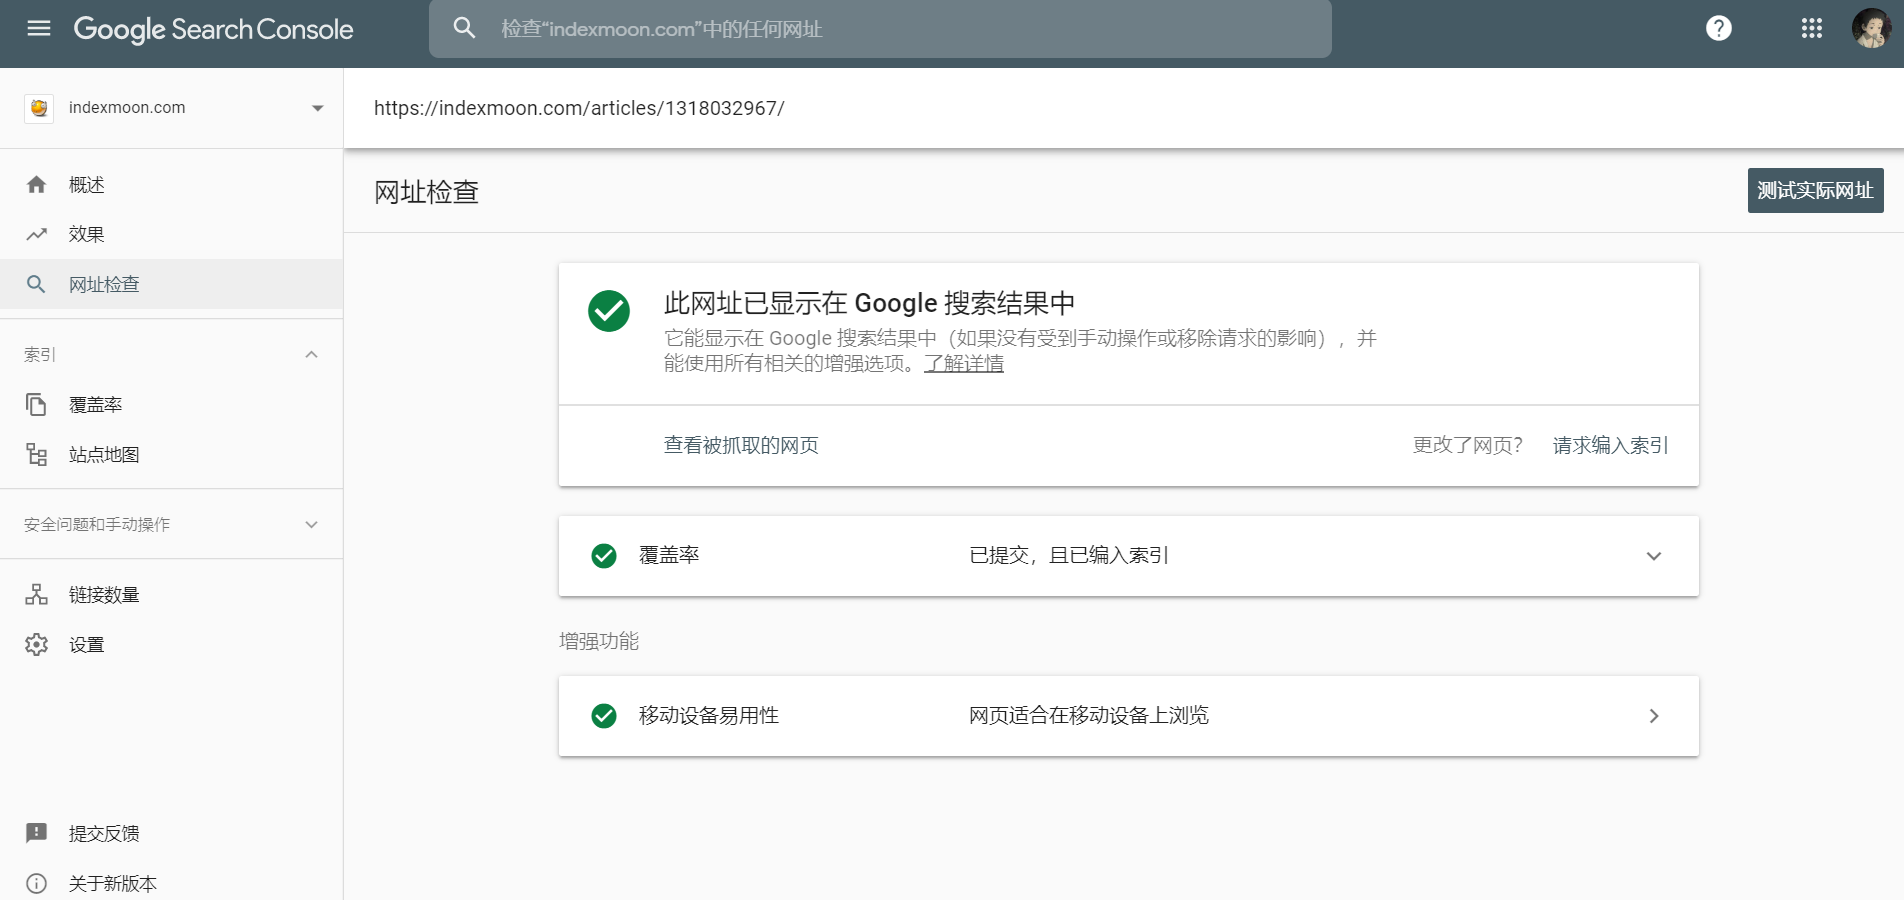 Google Search Console
检查“indexmoon.com”中的任何网址
indexmoon.com
https://indexmoon.com/articles/1318032967/
概述
效果
网址检查
索引
覆盖率
站点地图
安全问题和手动操作
链接数量
设置
提交反馈
关于新版本
网址检查
测试实际网址
此网址已显示在 Google 搜索结果中
它能显示在 Google 搜索结果中（如果没有受到手动操作或移除请求的影响），并
能使用所有相关的增强选项。了解详情
查看被抓取的网页
更改了网页？ 请求编入索引
覆盖率 已提交，且已编入索引
增强功能
移动设备易用性 网页适合在移动设备上浏览